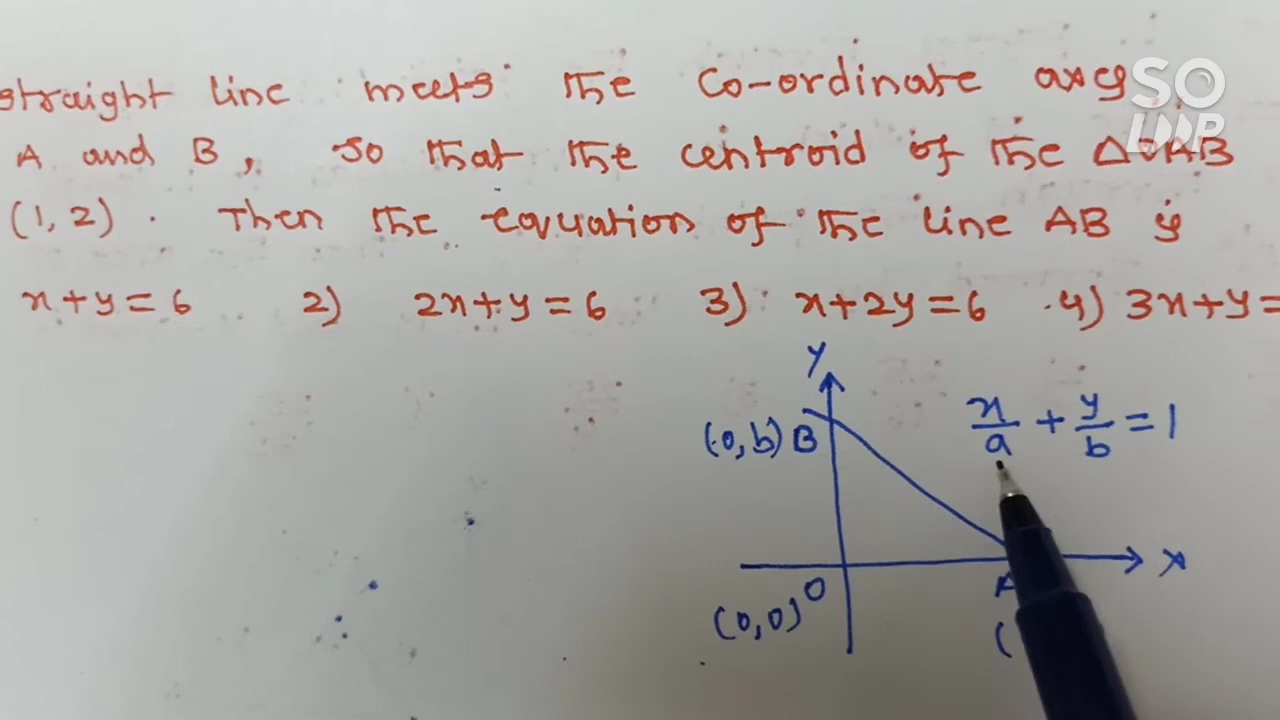 straight line meets the co-ordinate axes
SO
LOOP
A and B, so that the centroid of the ΔOAB
(1, 2). Then the equation of the line AB is
x+y=6 2) 2x+y=6 3) x+2y=6 4) 3x+y=
Y
x/a + y/b = 1
(0, b) B
X
O
A
(0, 0)
(